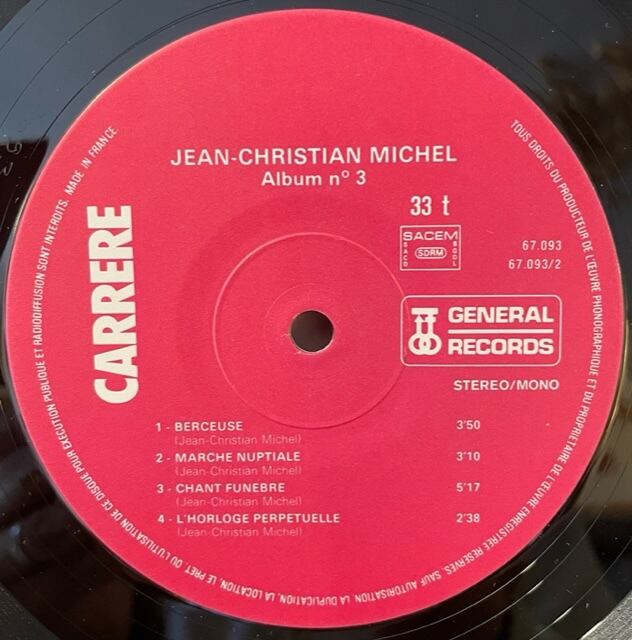 JEAN-CHRISTIAN MICHEL
Album nº 3
33 t
SACEM
SACD
SDRM
SGDL
67.093
67.093/2
CARRERE
GENERAL
RECORDS
STEREO/MONO
1 - BERCEUSE 3'50
(Jean-Christian Michel)
2 - MARCHE NUPTIALE 3'10
(Jean-Christian Michel)
3 - CHANT FUNEBRE 5'17
(Jean-Christian Michel)
4 - L'HORLOGE PERPETUELLE 2'38
(Jean-Christian Michel)
TOUS DROITS DU PRODUCTEUR DE L'ŒUVRE PHONOGRAPHIQUE ET DU PROPRIETAIRE DE L'ŒUVRE ENREGISTREE RESERVES SAUF AUTORISATION, LA DUPLICATION, LA LOCATION, LE PRET OU L'UTILISATION DE CE DISQUE POUR EXECUTION PUBLIQUE ET RADIODIFFUSION SONT INTERDITS. MADE IN FRANCE